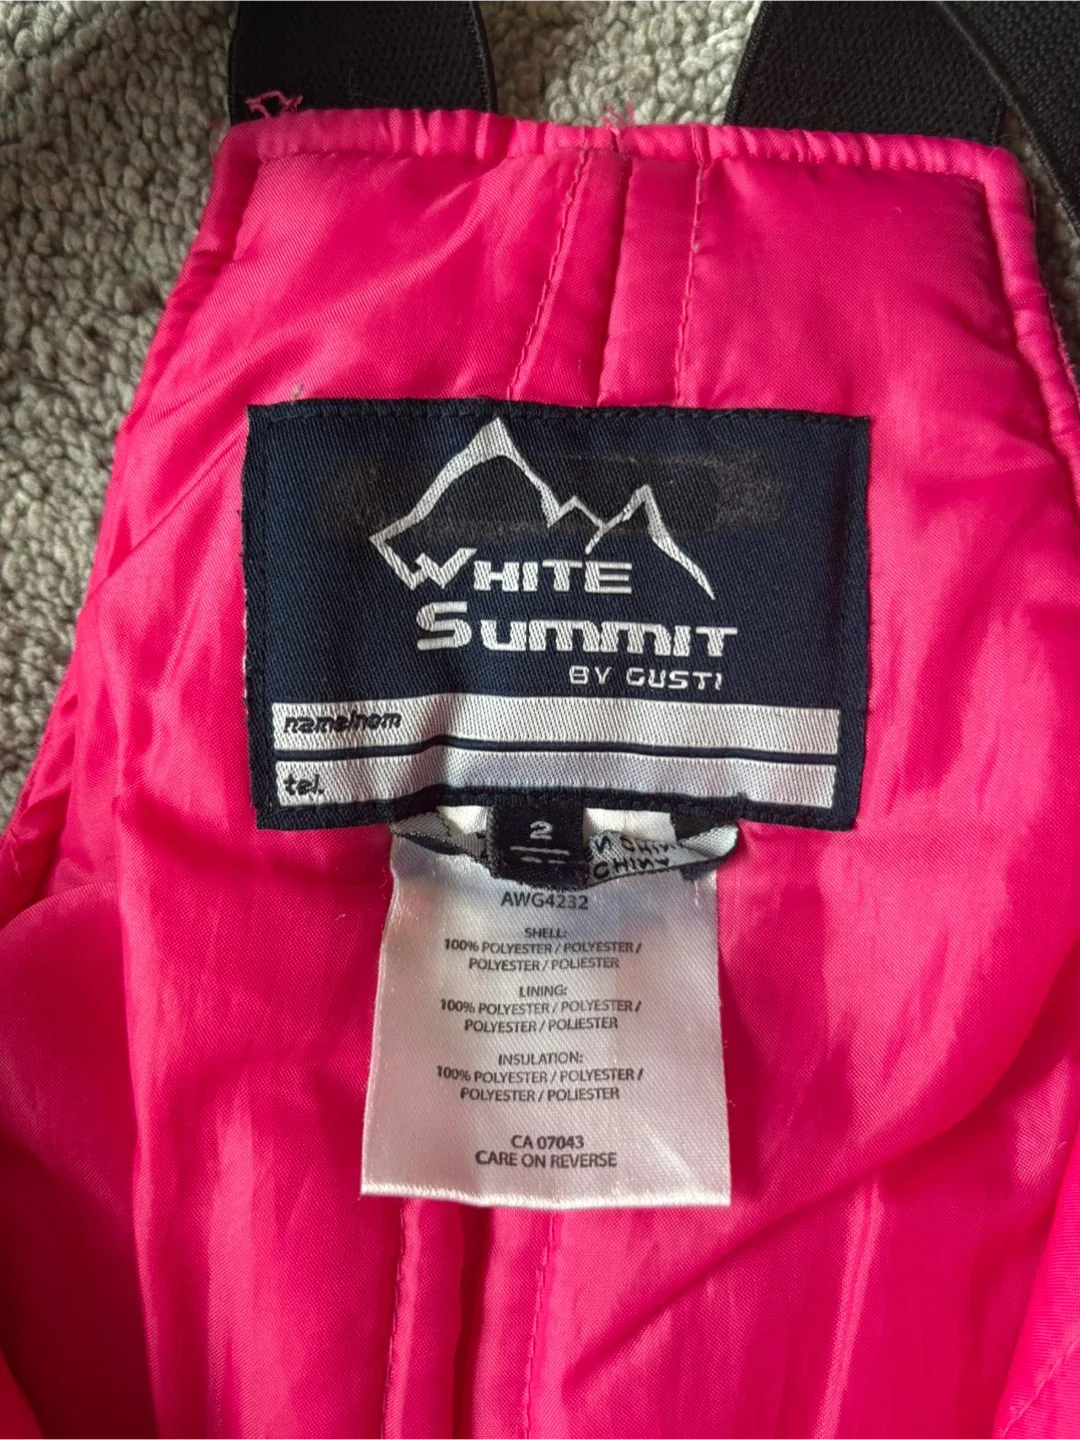 WHITE
SUMMIT
BY GUSTI
name/nom
tel.
2
CHINA
AWG4232
SHELL:
100% POLYESTER / POLYESTER /
POLYESTER / POLIESTER
LINING:
100% POLYESTER / POLYESTER /
POLYESTER / POLIESTER
INSULATION:
100% POLYESTER / POLYESTER /
POLYESTER / POLIESTER
CA 07043
CARE ON REVERSE